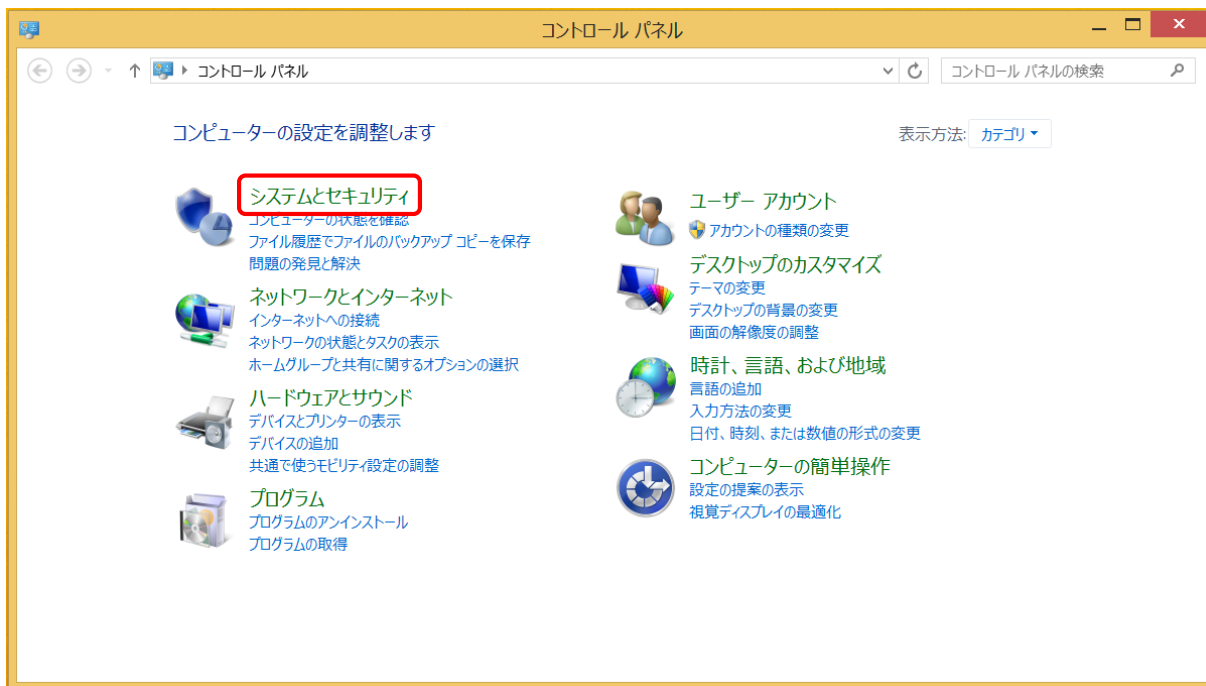 コントロール パネル
コントロール パネル
コントロール パネルの検索
コンピューターの設定を調整します
表示方法: カテゴリ
システムとセキュリティ
コンピューターの状態を確認
ファイル履歴でファイルのバックアップ コピーを保存
問題の発見と解決
ネットワークとインターネット
インターネットへの接続
ネットワークの状態とタスクの表示
ホームグループと共有に関するオプションの選択
ハードウェアとサウンド
デバイスとプリンターの表示
デバイスの追加
共通で使うモビリティ設定の調整
プログラム
プログラムのアンインストール
プログラムの取得
ユーザー アカウント
アカウントの種類の変更
デスクトップのカスタマイズ
テーマの変更
デスクトップの背景の変更
画面の解像度の調整
時計、言語、および地域
言語の追加
入力方法の変更
日付、時刻、または数値の形式の変更
コンピューターの簡単操作
設定の提案の表示
視覚ディスプレイの最適化